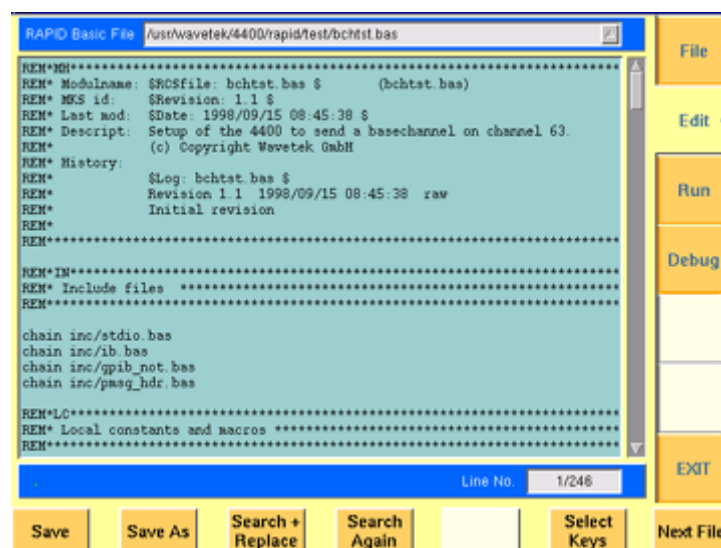 RAPID Basic File /usr/wavetek/4400/rapid/test/bchtst.bas
REM*MH**********************************************************************
REM* Modulname: $RCSfile: bchtst.bas $ (bchtst.bas)
REM* MKS id: $Revision: 1.1 $
REM* Last mod: $Date: 1998/09/15 08:45:38 $
REM* Descript: Setup of the 4400 to send a basechannel on channel 63.
REM* (c) Copyright Wavetek GmbH
REM* History:
REM* $Log: bchtst.bas $
REM* Revision 1.1 1998/09/15 08:45:38 raw
REM* Initial revision
REM*
REM*************************************************************************
REM*IN**********************************************************************
REM* Include files *******************************************************
REM*************************************************************************
chain inc/stdio.bas
chain inc/ib.bas
chain inc/gpib_not.bas
chain inc/pmsg_hdr.bas
REM*LC**********************************************************************
REM* Local constants and macros *******************************************
REM*************************************************************************
Line No. 1/246
File
Edit
Run
Debug
EXIT
Save
Save As
Search +
Replace
Search
Again
Select
Keys
Next File